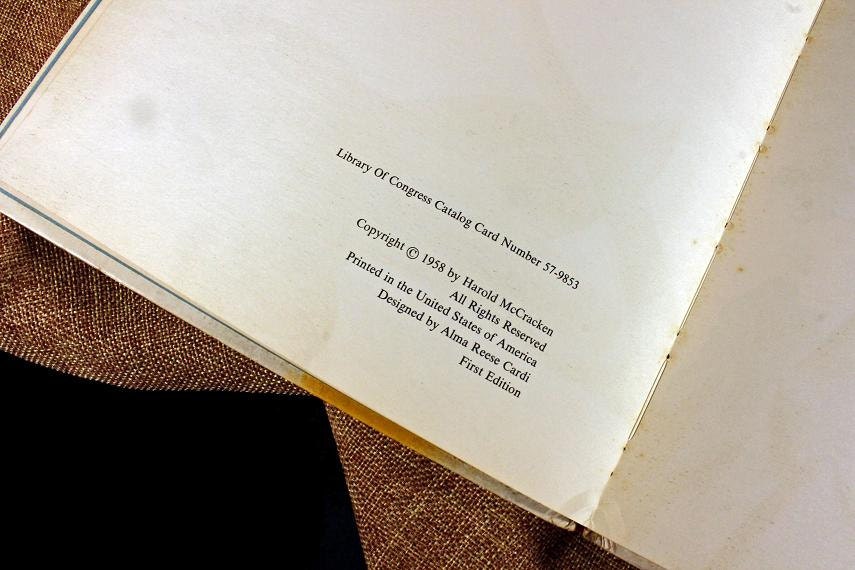 Library Of Congress Catalog Card Number 57-9853
Copyright © 1958 by Harold McCracken
All Rights Reserved
Printed in the United States of America
Designed by Alma Reese Cardi
First Edition